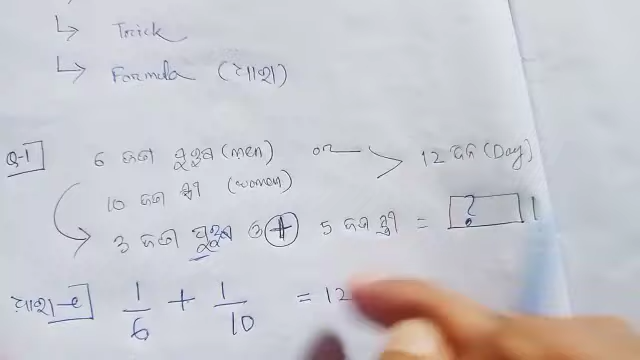 ↳ Trick
↳ Formula (ସୂତ୍ର)
Q-1 6 ଜଣ ପୁରୁଷ (men) or 12 ଦିନ (Day)
10 ଜଣ ସ୍ତ୍ରୀ (women)
3 ଜଣ ପୁରୁଷ ଓ + 5 ଜଣ ସ୍ତ୍ରୀ = ?
1/6 + 1/10 = 12